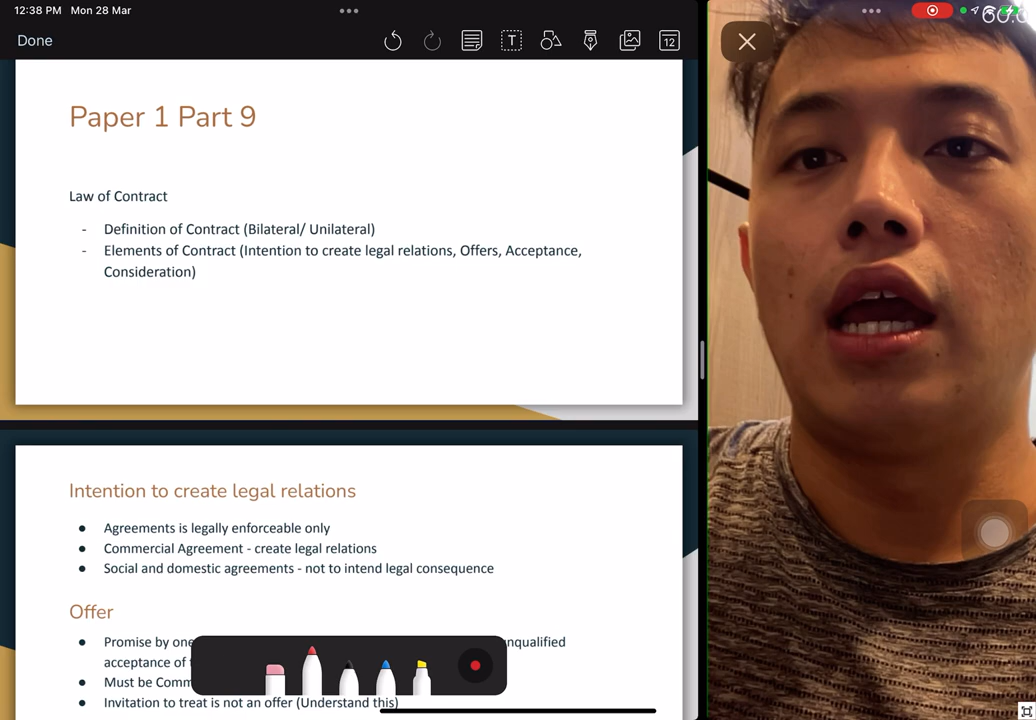 12:38 PM Mon 28 Mar
Done
T
12
Paper 1 Part 9
Law of Contract
- Definition of Contract (Bilateral/ Unilateral)
- Elements of Contract (Intention to create legal relations, Offers, Acceptance,
Consideration)
Intention to create legal relations
● Agreements is legally enforceable only
● Commercial Agreement - create legal relations
● Social and domestic agreements - not to intend legal consequence
Offer
● Promise by one
acceptance of
● Must be
● Invitation to treat is not an offer (Understand this)